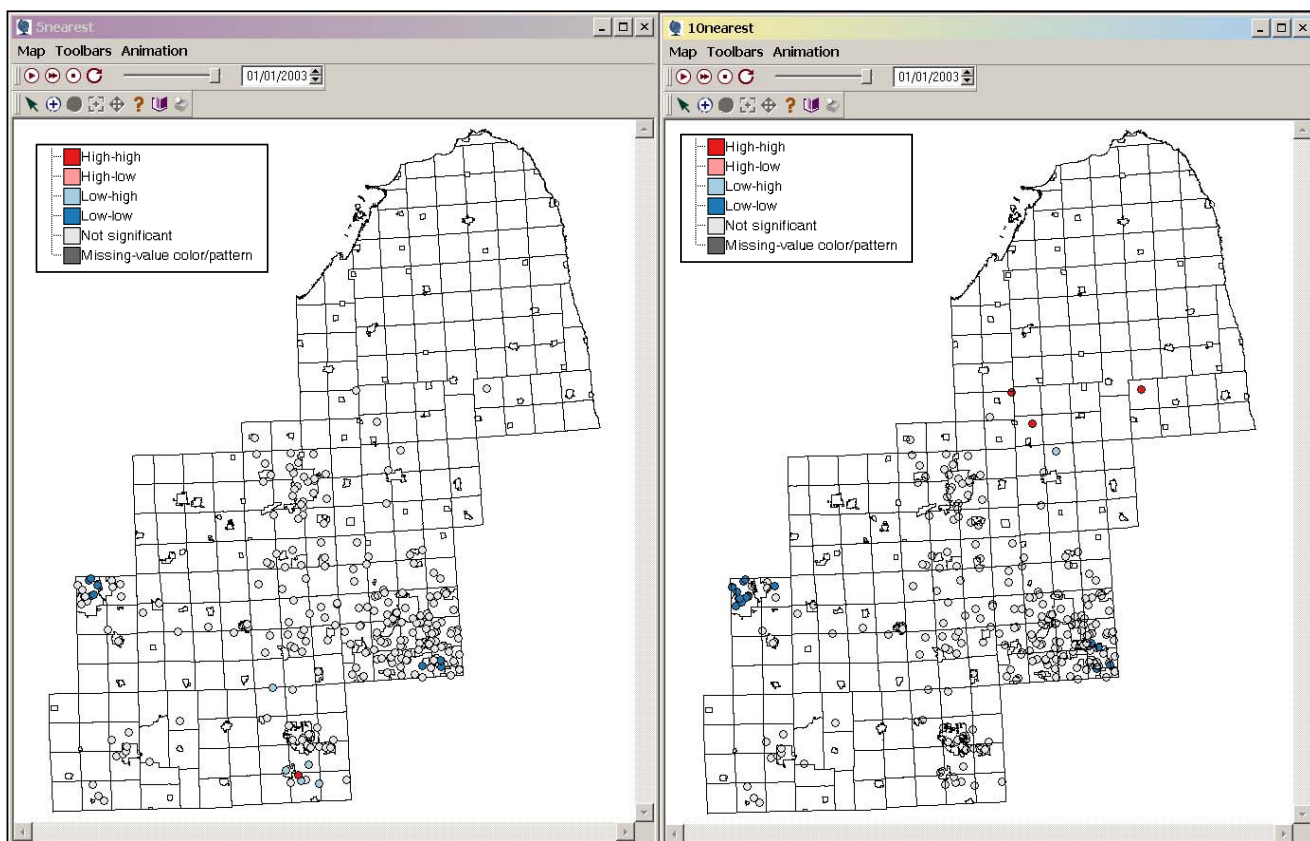 5nearest
Map Toolbars Animation
01/01/2003
High-high
High-low
Low-high
Low-low
Not significant
Missing-value color/pattern
10nearest
Map Toolbars Animation
01/01/2003
High-high
High-low
Low-high
Low-low
Not significant
Missing-value color/pattern